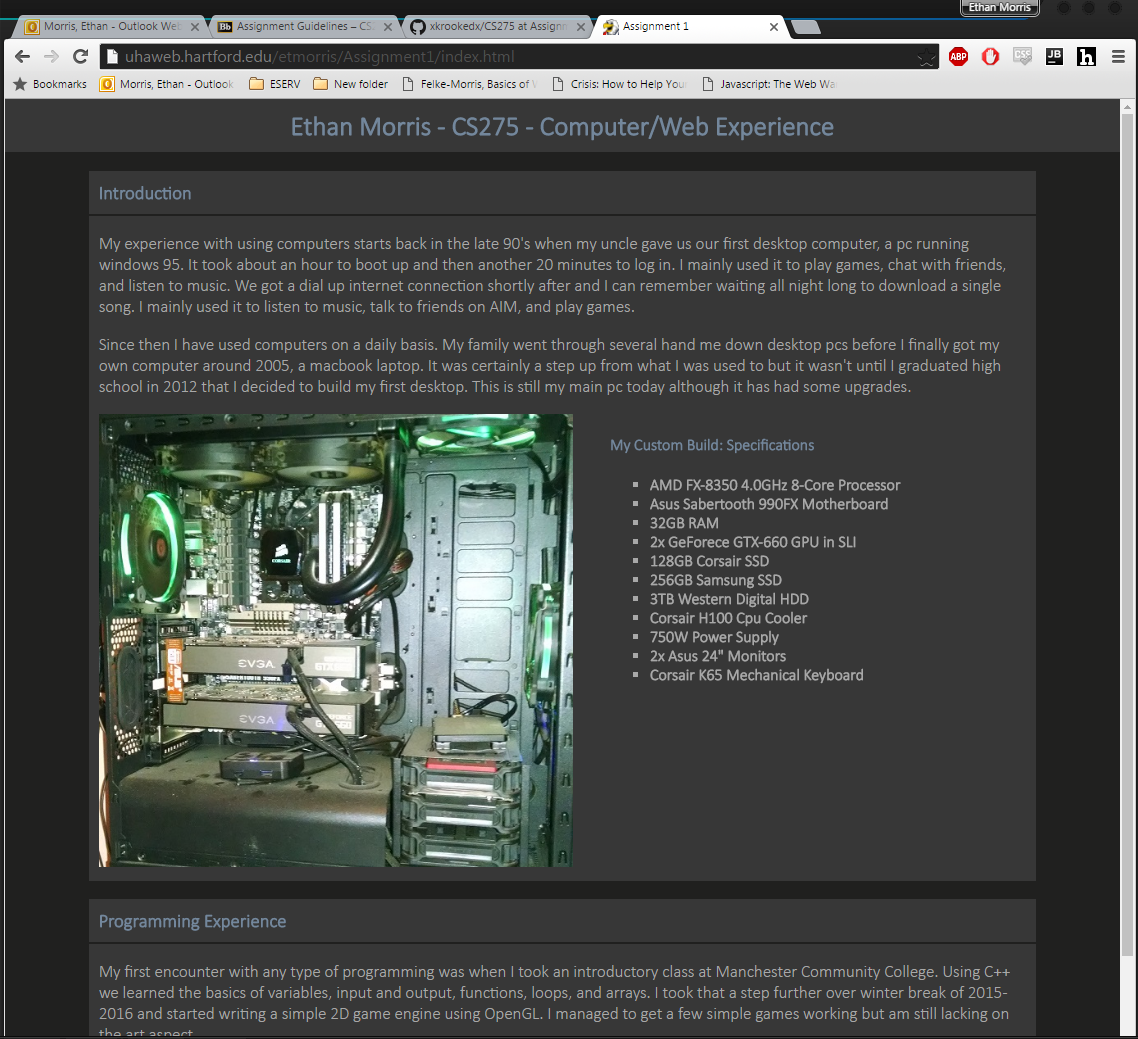 Ethan Morris
Morris, Ethan - Outlook Web
Assignment Guidelines – CS
xkrookedx/CS275 at Assignm
Assignment 1
uhaweb.hartford.edu/etmorris/Assignment1/index.html
ABP
CSS
JB
h
Bookmarks
Morris, Ethan - Outlook
ESERV
New folder
Felke-Morris, Basics of
Crisis: How to Help You
Javascript: The Web Wa
Ethan Morris - CS275 - Computer/Web Experience
Introduction
My experience with using computers starts back in the late 90's when my uncle gave us our first desktop computer, a pc running
windows 95. It took about an hour to boot up and then another 20 minutes to log in. I mainly used it to play games, chat with friends,
and listen to music. We got a dial up internet connection shortly after and I can remember waiting all night long to download a single
song. I mainly used it to listen to music, talk to friends on AIM, and play games.
Since then I have used computers on a daily basis. My family went through several hand me down desktop pcs before I finally got my
own computer around 2005, a macbook laptop. It was certainly a step up from what I was used to but it wasn't until I graduated high
school in 2012 that I decided to build my first desktop. This is still my main pc today although it has had some upgrades.
CORSAIR
EVGA
EVGA
My Custom Build: Specifications
AMD FX-8350 4.0GHz 8-Core Processor
Asus Sabertooth 990FX Motherboard
32GB RAM
2x GeForece GTX-660 GPU in SLI
128GB Corsair SSD
256GB Samsung SSD
3TB Western Digital HDD
Corsair H100 Cpu Cooler
750W Power Supply
2x Asus 24" Monitors
Corsair K65 Mechanical Keyboard
Programming Experience
My first encounter with any type of programming was when I took an introductory class at Manchester Community College. Using C++
we learned the basics of variables, input and output, functions, loops, and arrays. I took that a step further over winter break of 2015-
2016 and started writing a simple 2D game engine using OpenGL. I managed to get a few simple games working but am still lacking on
the art aspect